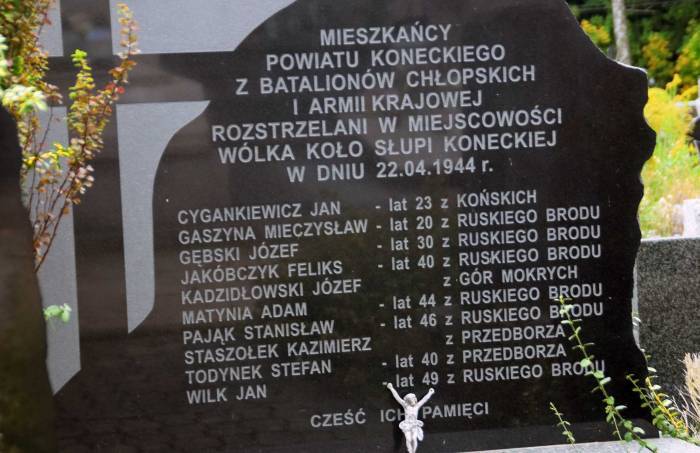 MIESZKAŃCY
POWIATU KONECKIEGO
Z BATALIONÓW CHŁOPSKICH
I ARMII KRAJOWEJ
ROZSTRZELANI W MIEJSCOWOŚCI
WÓLKA KOŁO SŁUPI KONECKIEJ
W DNIU 22.04.1944 r.
CYGANKIEWICZ JAN - lat 23 z KOŃSKICH
GASZYNA MIECZYSŁAW - lat 20 z RUSKIEGO BRODU
GĘBSKI JÓZEF - lat 30 z RUSKIEGO BRODU
JAKÓBCZYK FELIKS - lat 40 z RUSKIEGO BRODU
KADZIDŁOWSKI JÓZEF z GÓR MOKRYCH
MATYNIA ADAM - lat 44 z RUSKIEGO BRODU
PAJĄK STANISŁAW - lat 46 z RUSKIEGO BRODU
STASZOŁEK KAZIMIERZ z PRZEDBORZA
TODYNEK STEFAN - lat 40 z PRZEDBORZA
WILK JAN - lat 49 z RUSKIEGO BRODU
CZEŚĆ ICH PAMIĘCI